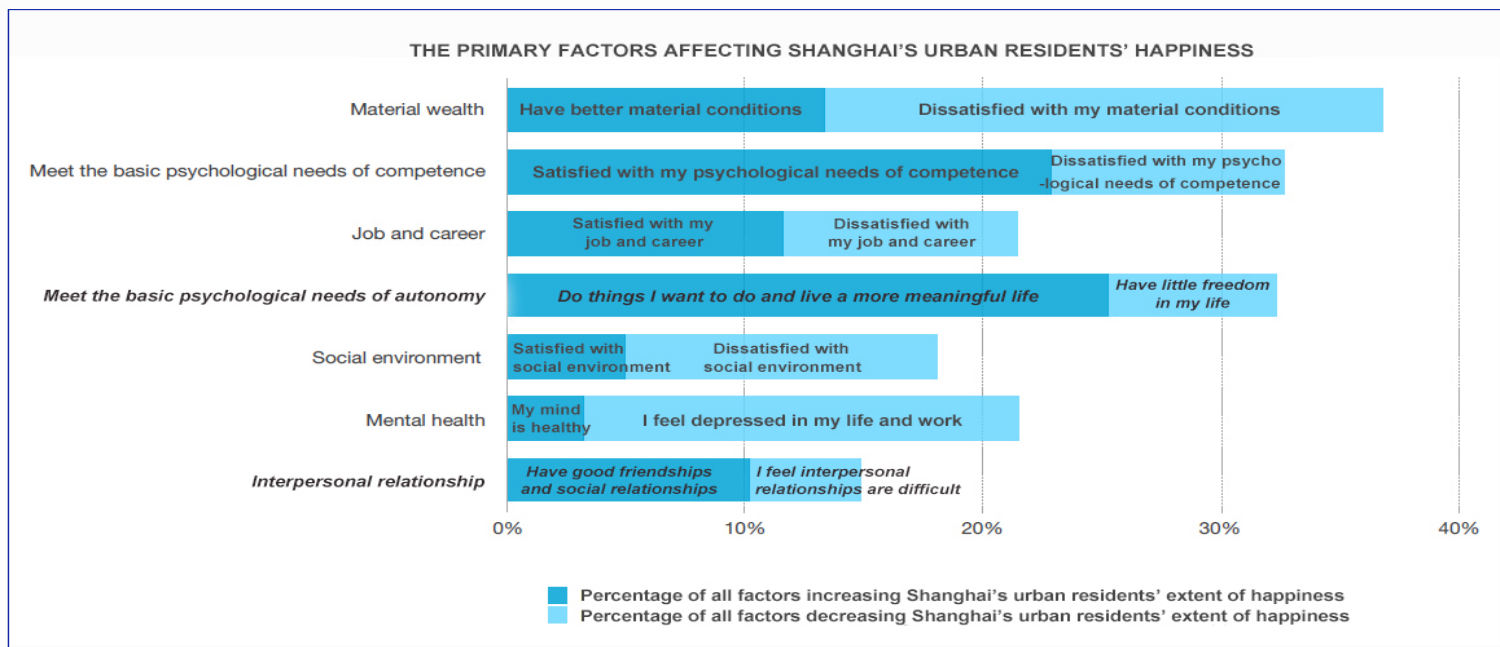 THE PRIMARY FACTORS AFFECTING SHANGHAI'S URBAN RESIDENTS' HAPPINESS
Material wealth
Have better material conditions
Dissatisfied with my material conditions
Meet the basic psychological needs of competence
Satisfied with my psychological needs of competence
Dissatisfied with my psycho
-logical needs of competence
Job and career
Satisfied with my
job and career
Dissatisfied with
my job and career
Meet the basic psychological needs of autonomy
Do things I want to do and live a more meaningful life
Have little freedom
in my life
Social environment
Satisfied with
social environment
Dissatisfied with
social environment
Mental health
My mind
is healthy
I feel depressed in my life and work
Interpersonal relationship
Have good friendships
and social relationships
I feel interpersonal
relationships are difficult
0% 10% 20% 30% 40%
Percentage of all factors increasing Shanghai's urban residents' extent of happiness
Percentage of all factors decreasing Shanghai's urban residents' extent of happiness